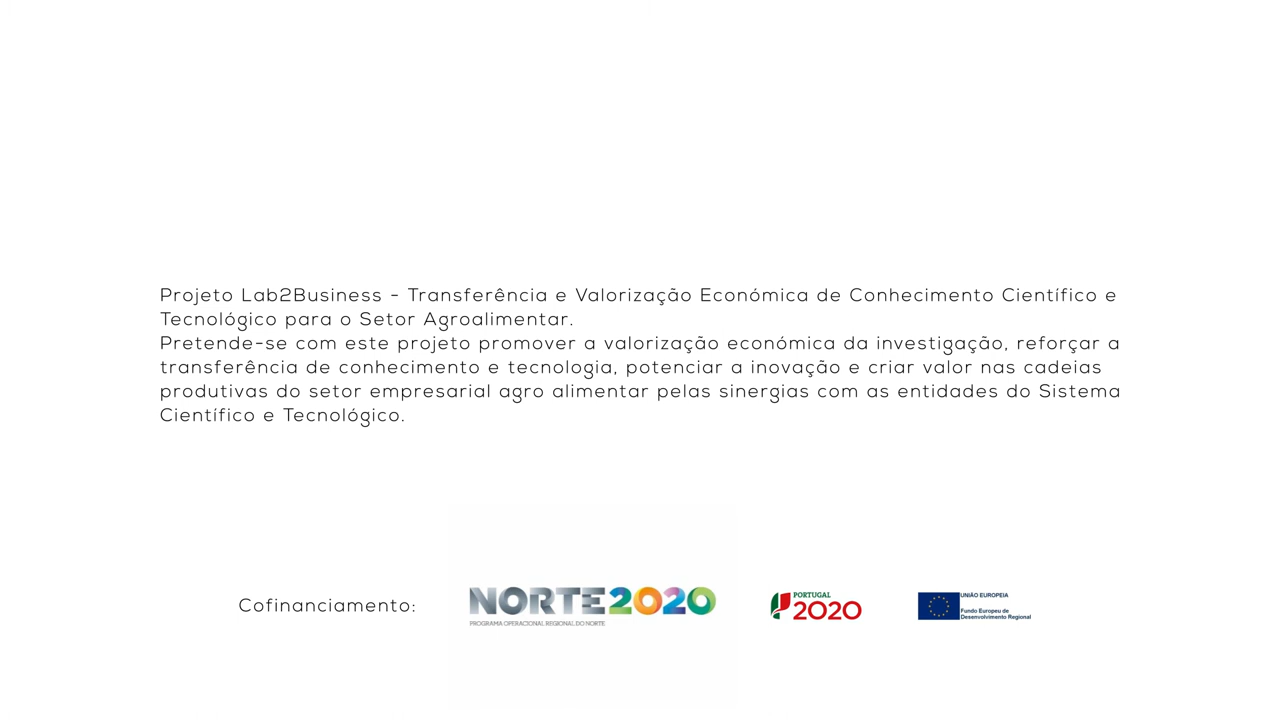 Projeto Lab2Business - Transferência e Valorização Económica de Conhecimento Científico e
Tecnológico para o Setor Agroalimentar.
Pretende-se com este projeto promover a valorização económica da investigação, reforçar a
transferência de conhecimento e tecnologia, potenciar a inovação e criar valor nas cadeias
produtivas do setor empresarial agro alimentar pelas sinergias com as entidades do Sistema
Científico e Tecnológico.
Cofinanciamento:
NORTE2020
PROGRAMA OPERACIONAL REGIONAL DO NORTE
PORTUGAL
2020
UNIÃO EUROPEIA
Fundo Europeu de
Desenvolvimento Regional